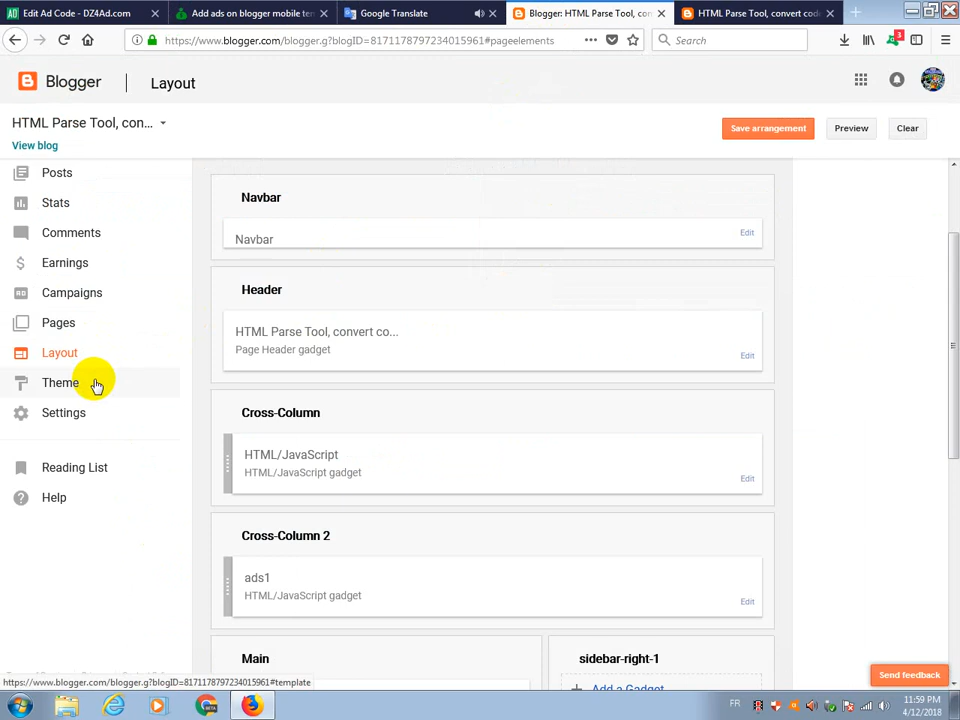 Edit Ad Code - DZ4Ad.com
Add ads on blogger mobile te
Google Translate
Blogger: HTML Parse Tool, con
HTML Parse Tool, convert code
https://www.blogger.com/blogger.g?blogID=8171178797234015961#pageelements
Search
3
Blogger
Layout
HTML Parse Tool, con...
Save arrangement
Preview
Clear
View blog
Posts
Stats
Comments
Earnings
Campaigns
Pages
Layout
Theme
Settings
Reading List
Help
Navbar
Navbar
Edit
Header
HTML Parse Tool, convert co...
Page Header gadget
Edit
Cross-Column
HTML/JavaScript
HTML/JavaScript gadget
Edit
Cross-Column 2
ads1
HTML/JavaScript gadget
Edit
Main
sidebar-right-1
Add a Gadget
Send feedback
https://www.blogger.com/blogger.g?blogID=8171178797234015961#template
BETA
FR
11:59 PM
4/12/2018